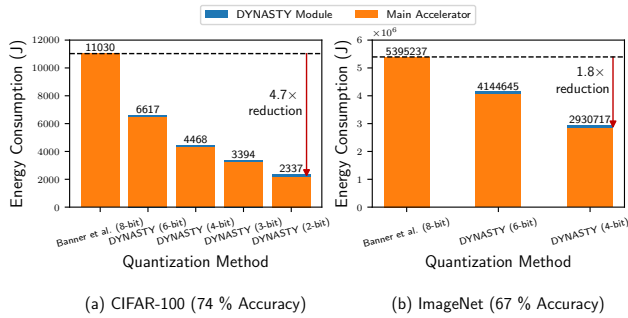 DYNASTY Module
Main Accelerator
Energy Consumption (J)
12000
10000
8000
6000
4000
2000
0
11030
6617
4468
3394
2337
4.7×
reduction
Banner et al. (8-bit)
DYNASTY (6-bit)
DYNASTY (4-bit)
DYNASTY (3-bit)
DYNASTY (2-bit)
Quantization Method
(a) CIFAR-100 (74 % Accuracy)
Energy Consumption (J)
×10⁶
6
5
4
3
2
1
0
5395237
4144645
2930717
1.8×
reduction
Banner et al. (8-bit)
DYNASTY (6-bit)
DYNASTY (4-bit)
Quantization Method
(b) ImageNet (67 % Accuracy)